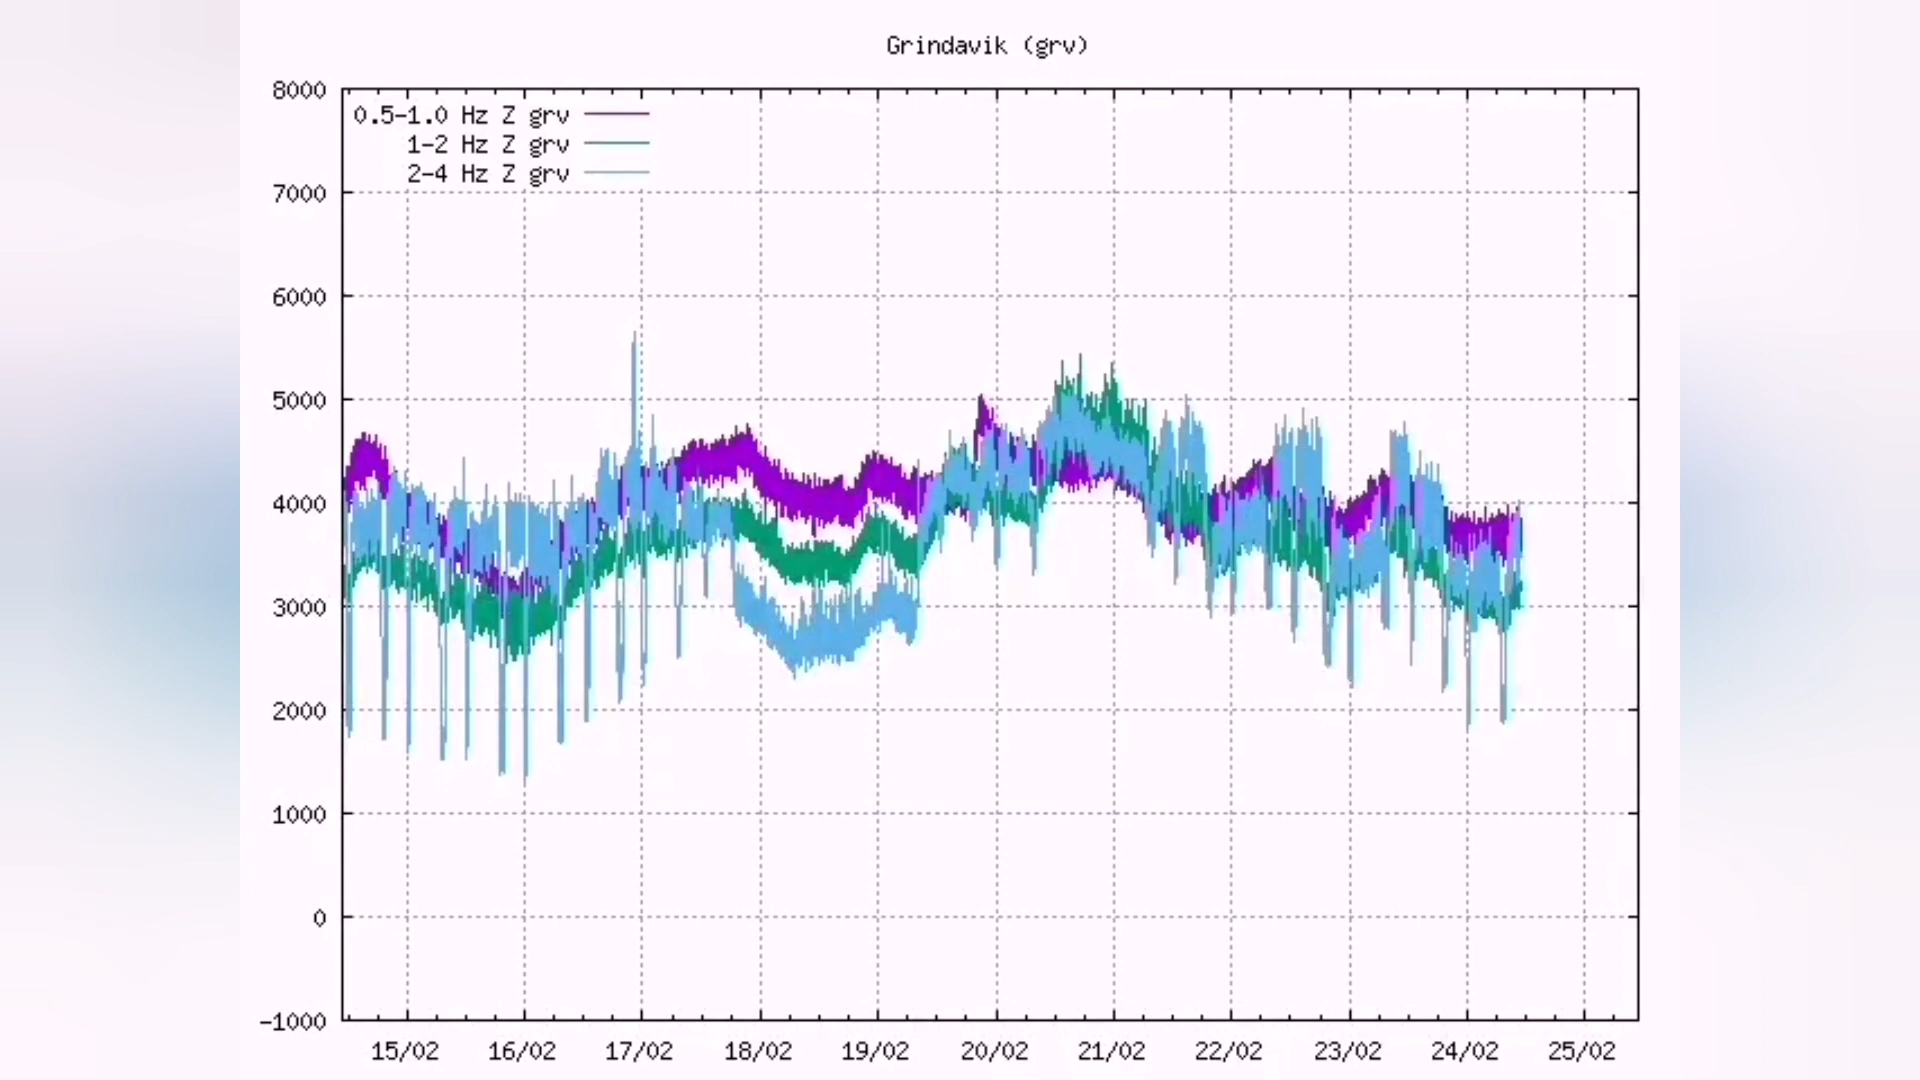 Grindavik (grv)
8000
0.5-1.0 Hz Z grv
1-2 Hz Z grv
2-4 Hz Z grv
7000
6000
5000
4000
3000
2000
1000
0
-1000
15/02 16/02 17/02 18/02 19/02 20/02 21/02 22/02 23/02 24/02 25/02